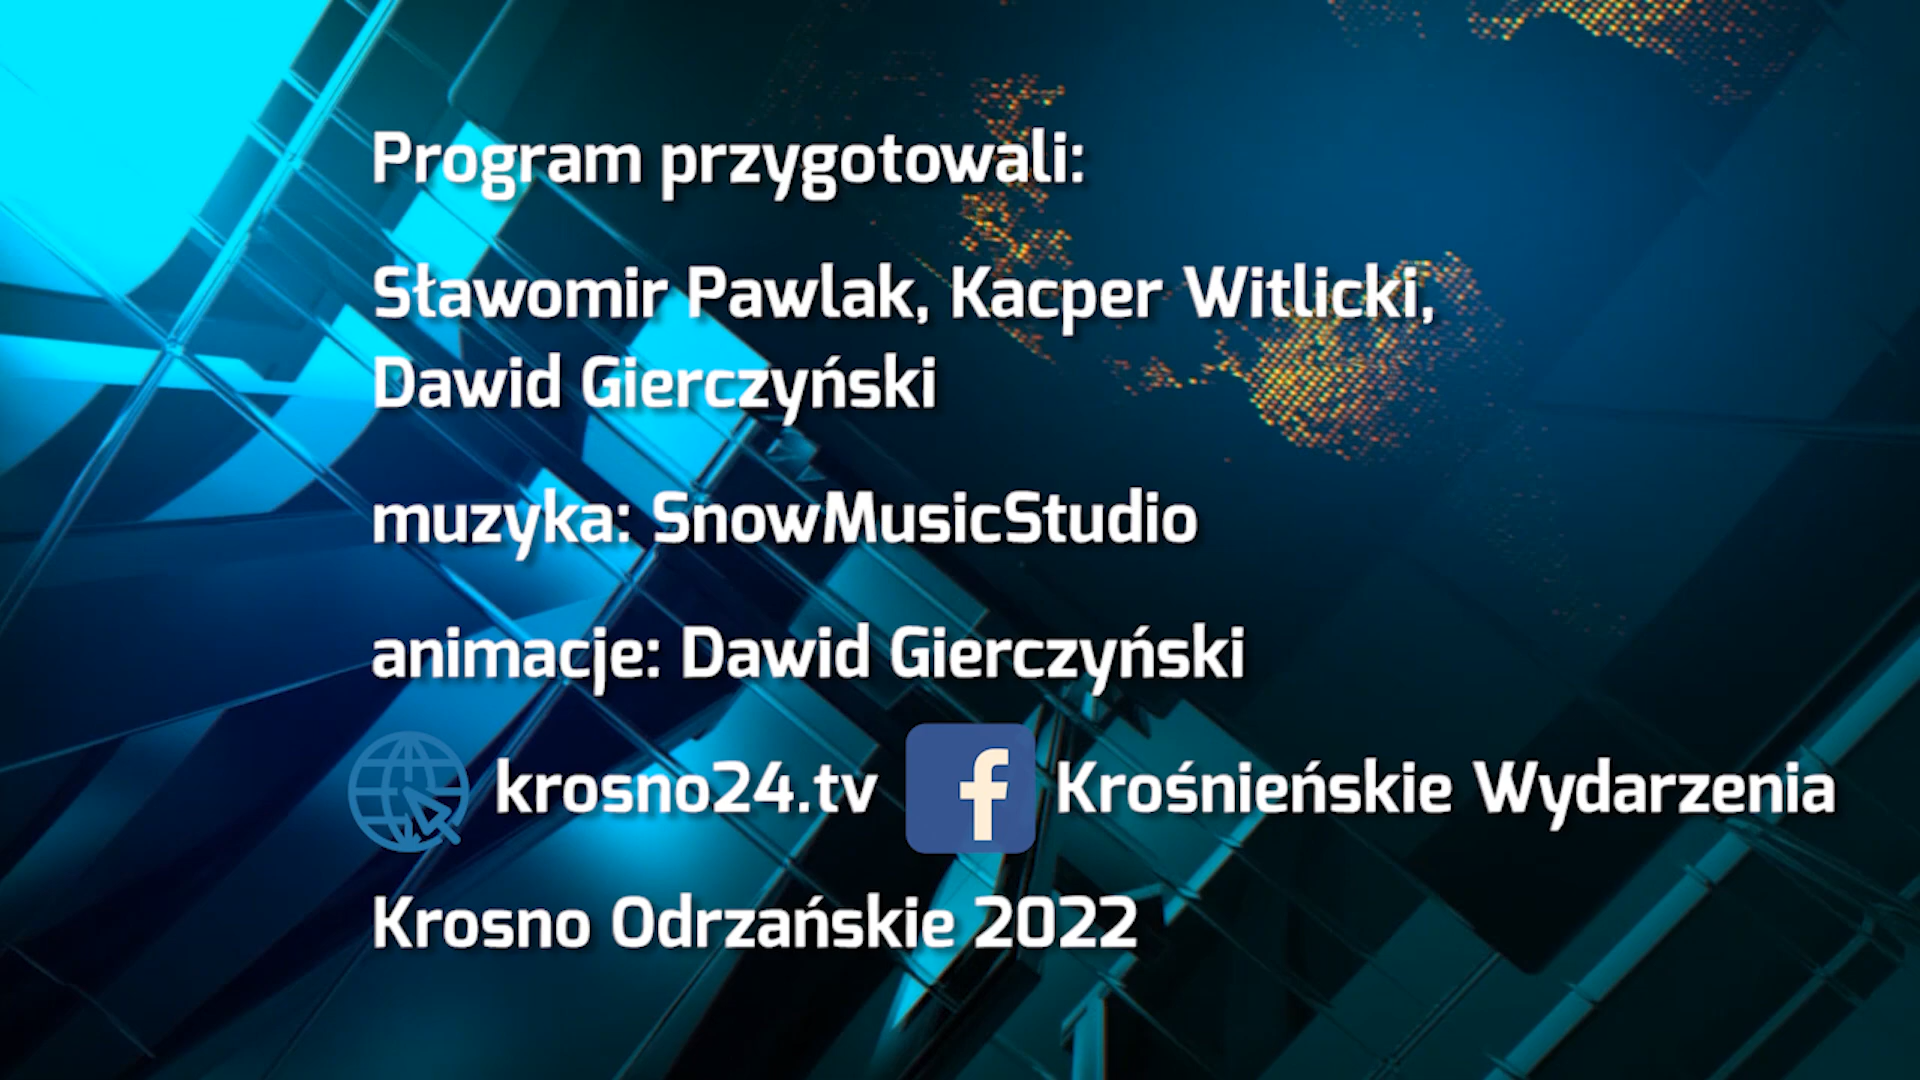 Program przygotowali:
Sławomir Pawlak, Kacper Witlicki,
Dawid Gierczyński
muzyka: SnowMusicStudio
animacje: Dawid Gierczyński
krosno24.tv f Krośnieńskie Wydarzenia
Krosno Odrzańskie 2022